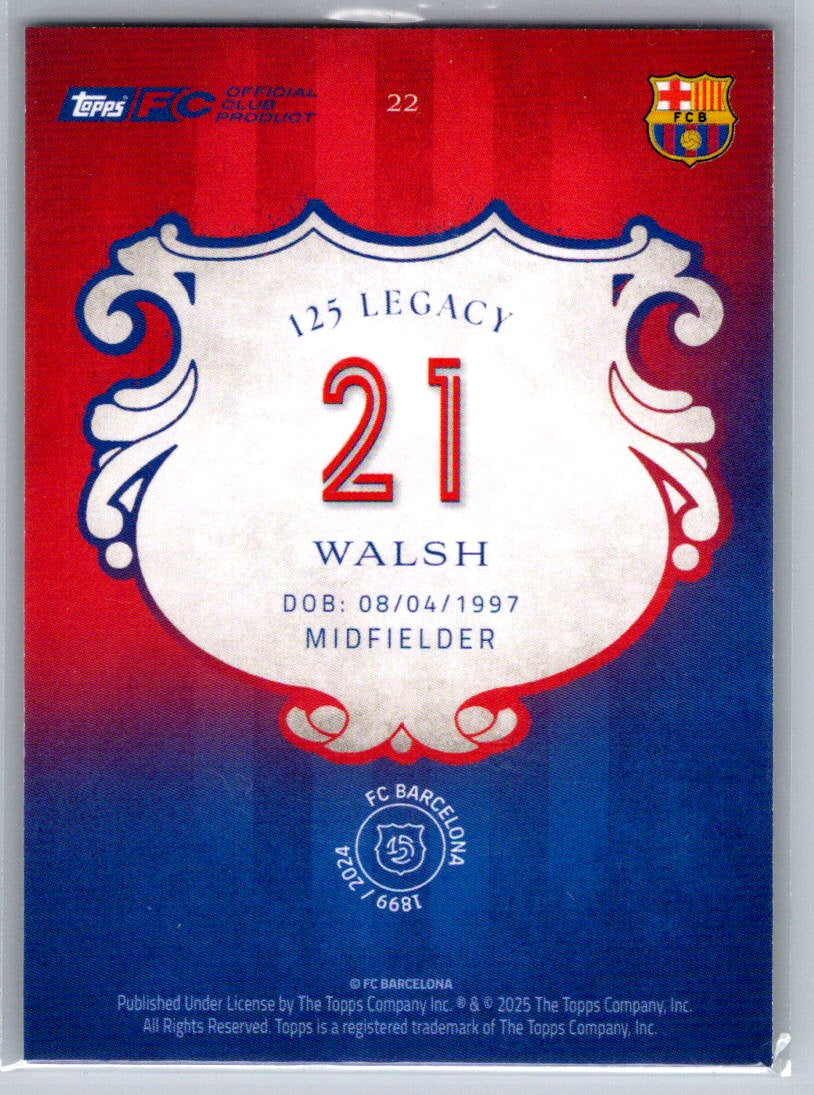 topps FC OFFICIAL CLUB PRODUCT
22
FCB
125 LEGACY
21
WALSH
DOB: 08/04/1997
MIDFIELDER
FC BARCELONA
125
1899 / 2024
© FC BARCELONA
Published Under License by The Topps Company Inc. ® & © 2025 The Topps Company, Inc.
All Rights Reserved. Topps is a registered trademark of The Topps Company, Inc.